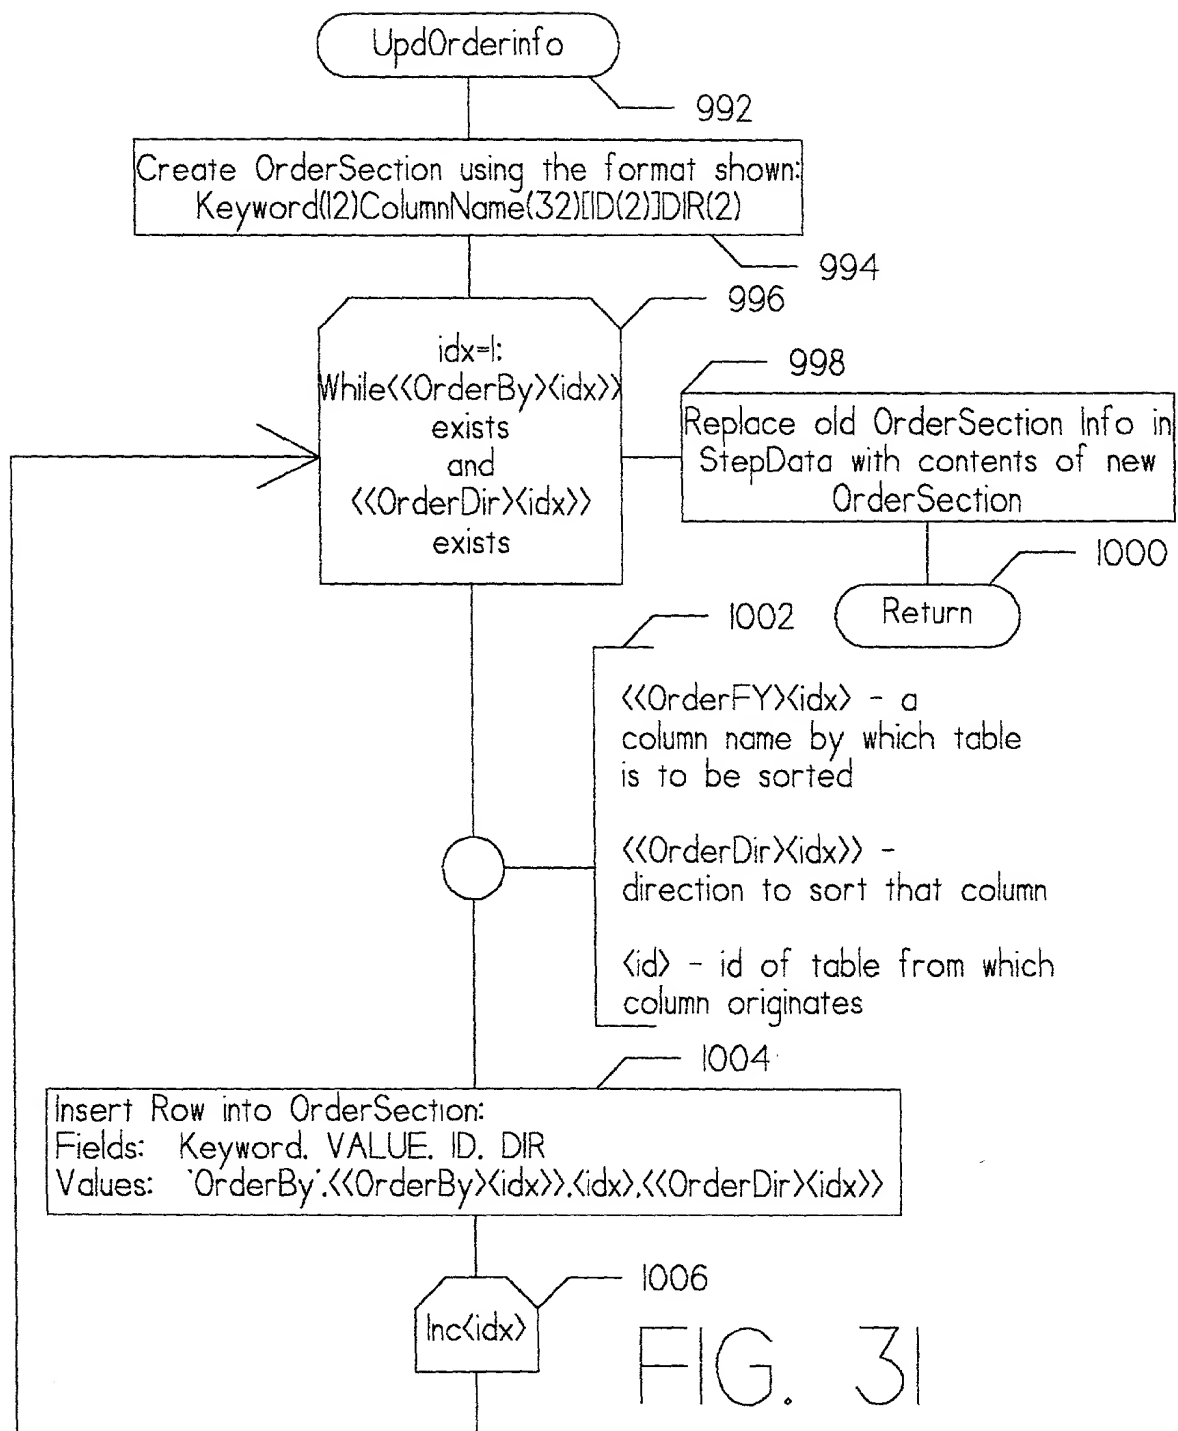 UpdOrderinfo
992
Create OrderSection using the format shown:
Keyword(12)ColumnName(32)[ID(2)]DIR(2)
994
996
idx=1:
While<<OrderBy><idx>>
exists
and
<<OrderDir><idx>>
exists
998
Replace old OrderSection Info in
StepData with contents of new
OrderSection
1000
Return
1002
<<OrderFY><idx> - a
column name by which table
is to be sorted
<<OrderDir><idx>> -
direction to sort that column
<id> - id of table from which
column originates
1004
Insert Row into OrderSection:
Fields: Keyword, VALUE, ID, DIR
Values: 'OrderBy',<<OrderBy><idx>>,<idx>,<<OrderDir><idx>>
1006
Inc<idx>
FIG. 31